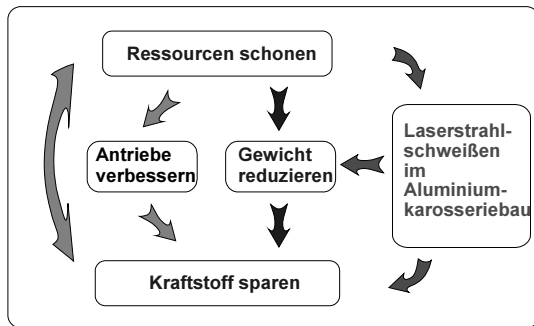 Ressourcen schonen
Antriebe
verbessern
Gewicht
reduzieren
Laserstrahl-
schweißen
im
Aluminium-
karosseriebau
Kraftstoff sparen